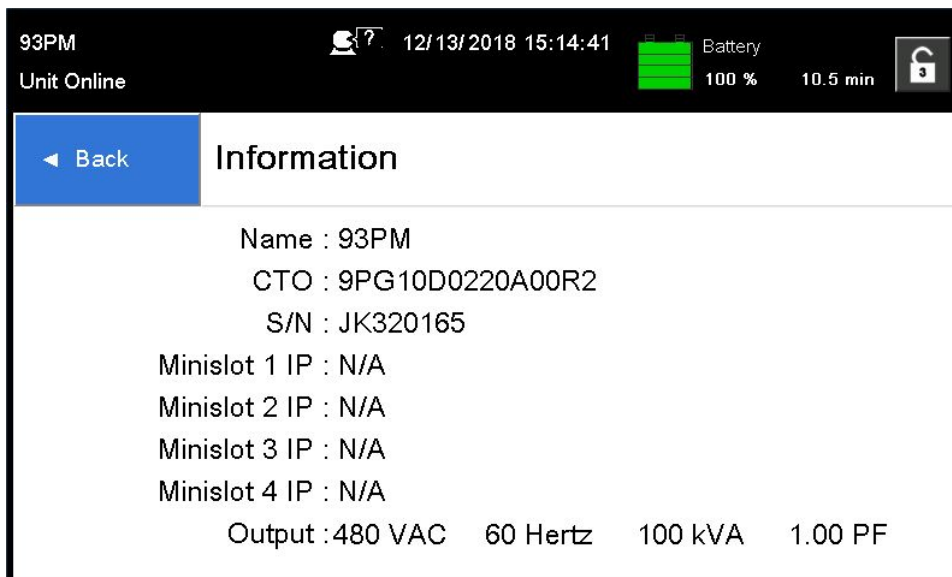 93PM
? 12/13/2018 15:14:41
Battery
Unit Online
100 % 10.5 min
3
◄ Back
Information
Name : 93PM
CTO : 9PG10D0220A00R2
S/N : JK320165
Minislot 1 IP : N/A
Minislot 2 IP : N/A
Minislot 3 IP : N/A
Minislot 4 IP : N/A
Output : 480 VAC 60 Hertz 100 kVA 1.00 PF